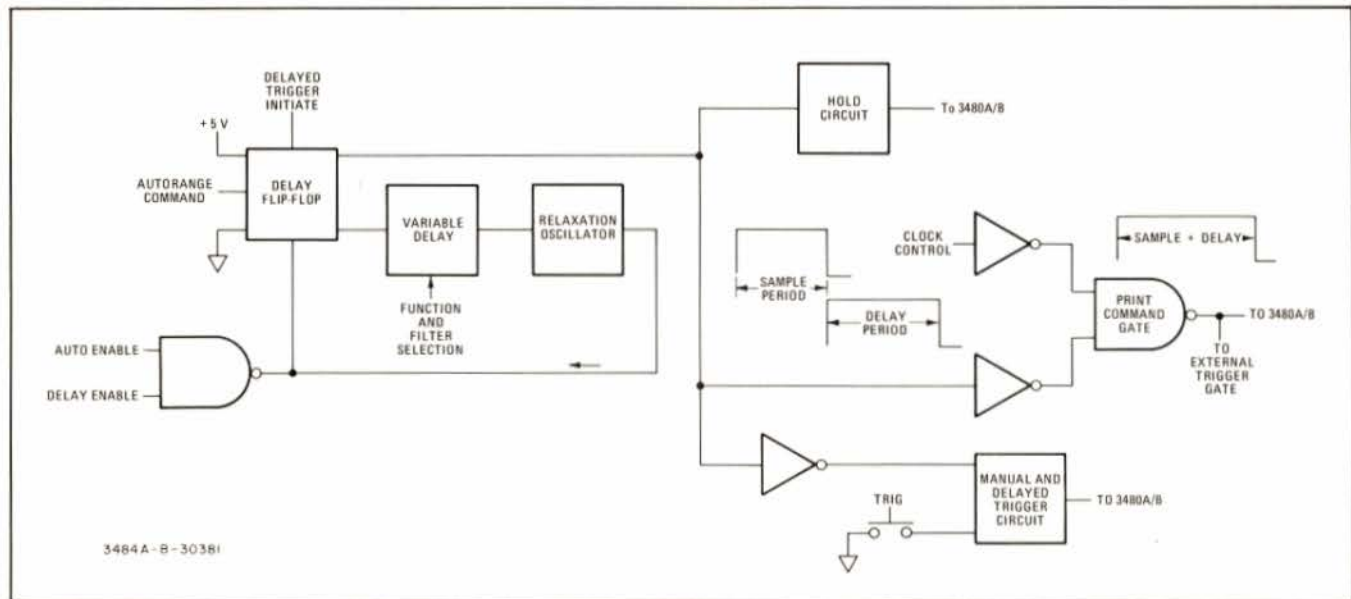 DELAYED
TRIGGER
INITIATE
+5 V
AUTORANGE
COMMAND
DELAY
FLIP-FLOP
VARIABLE
DELAY
RELAXATION
OSCILLATOR
FUNCTION
AND
FILTER
SELECTION
AUTO ENABLE
DELAY ENABLE
HOLD
CIRCUIT
To 3480A/B
SAMPLE
PERIOD
DELAY
PERIOD
CLOCK
CONTROL
SAMPLE + DELAY
PRINT
COMMAND
GATE
TO 3480A/B
TO
EXTERNAL
TRIGGER
GATE
TRIG
MANUAL AND
DELAYED
TRIGGER
CIRCUIT
TO 3480A/B
3484A-B-30381